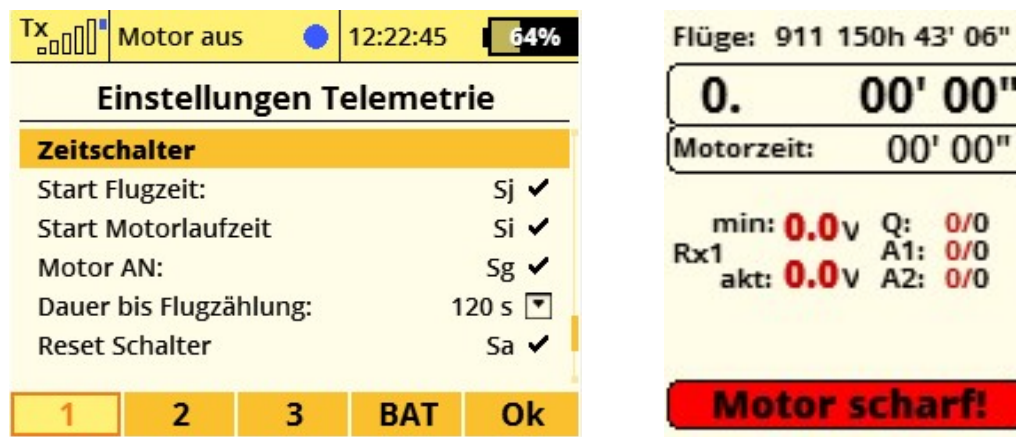 Tx Motor aus 12:22:45 64%
Einstellungen Telemetrie
Zeitschalter
Start Flugzeit: Sj
Start Motorlaufzeit Si
Motor AN: Sg
Dauer bis Flugzählung: 120 s
Reset Schalter Sa
1 2 3 BAT Ok
Flüge: 911 150h 43' 06"
0. 00' 00"
Motorzeit: 00' 00"
min: 0.0V Q: 0/0
Rx1 A1: 0/0
akt: 0.0V A2: 0/0
Motor scharf!